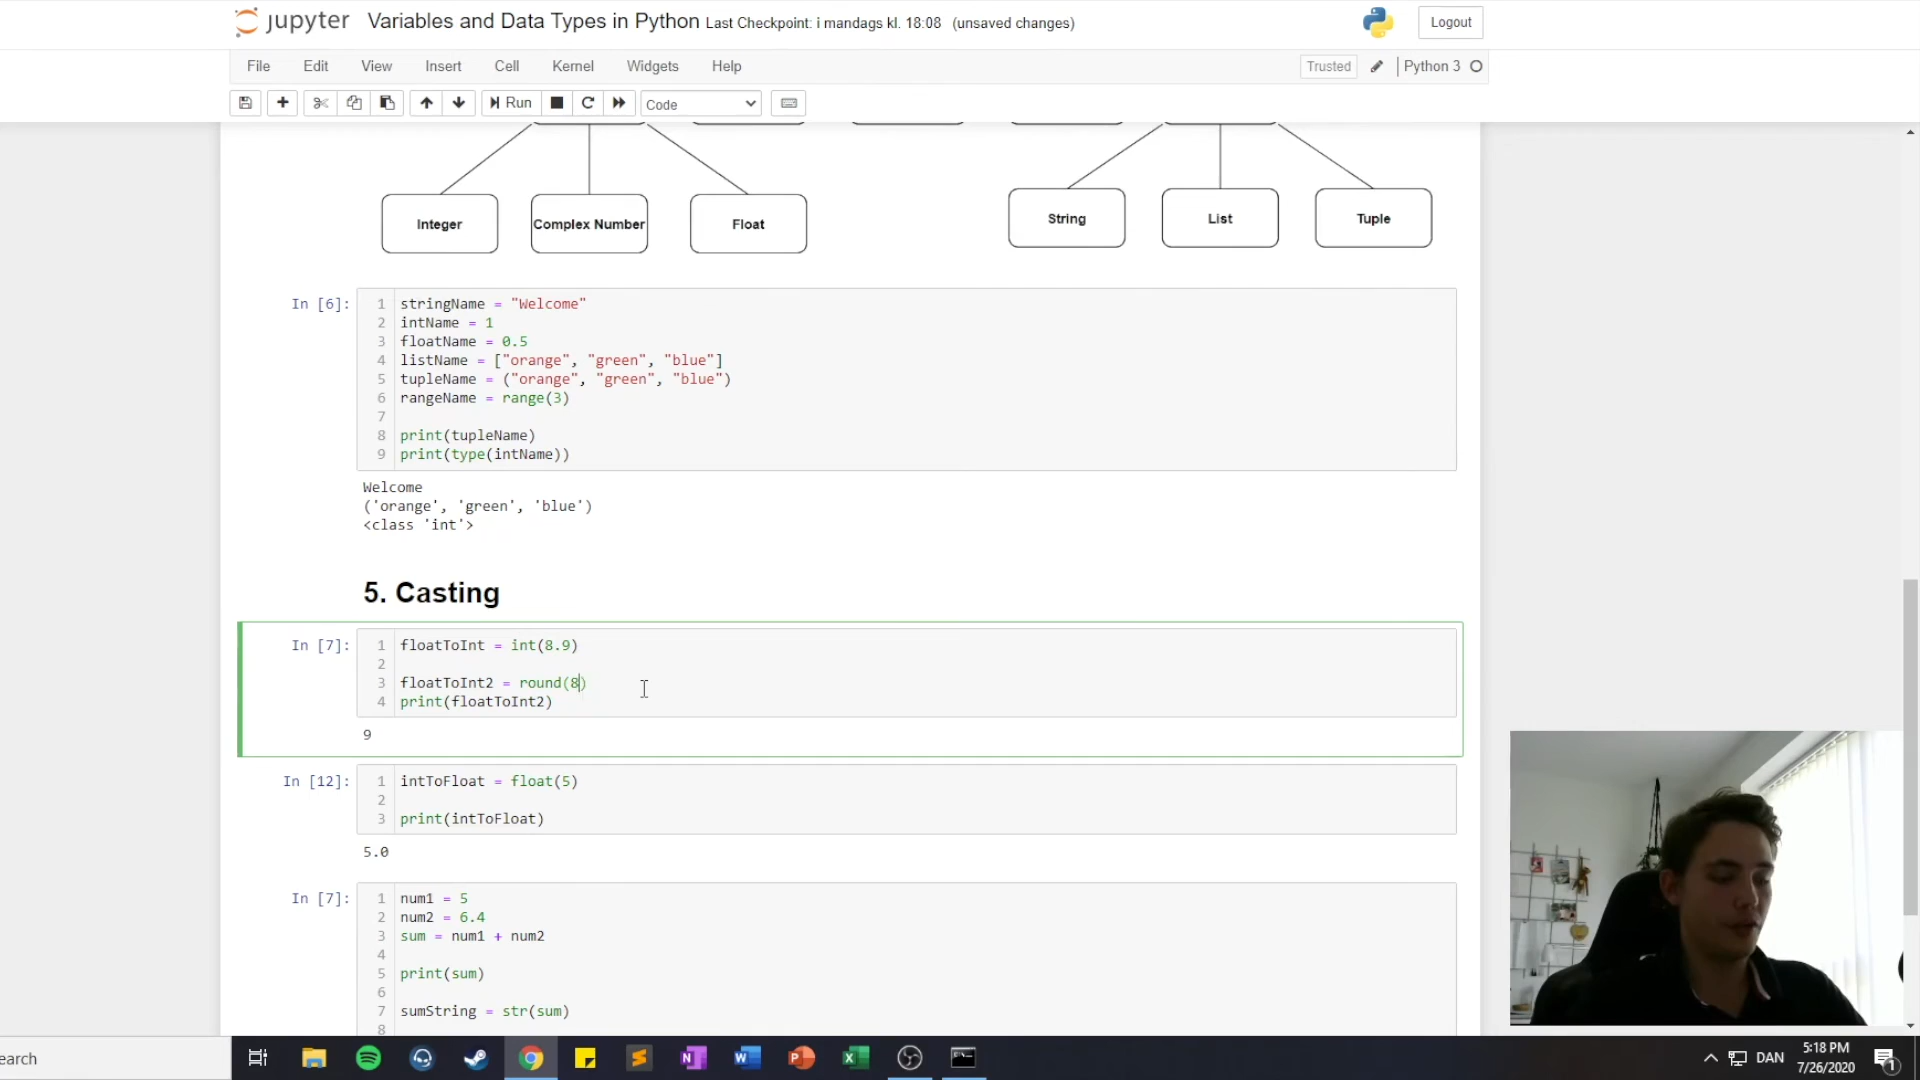 jupyter Variables and Data Types in Python Last Checkpoint: i mandags kl. 18:08 (unsaved changes)
Logout
File Edit View Insert Cell Kernel Widgets Help
Trusted Python 3
Run Code
Integer Complex Number Float String List Tuple
In [6]:
1 stringName = "Welcome"
2 intName = 1
3 floatName = 0.5
4 listName = ["orange", "green", "blue"]
5 tupleName = ("orange", "green", "blue")
6 rangeName = range(3)
7
8 print(tupleName)
9 print(type(intName))
Welcome
('orange', 'green', 'blue')
<class 'int'>
5. Casting
In [7]:
1 floatToInt = int(8.9)
2
3 floatToInt2 = round(8)
4 print(floatToInt2)
9
In [12]:
1 intToFloat = float(5)
2
3 print(intToFloat)
5.0
In [7]:
1 num1 = 5
2 num2 = 6.4
3 sum = num1 + num2
4
5 print(sum)
6
7 sumString = str(sum)
8
earch
DAN
5:18 PM
7/26/2020
1